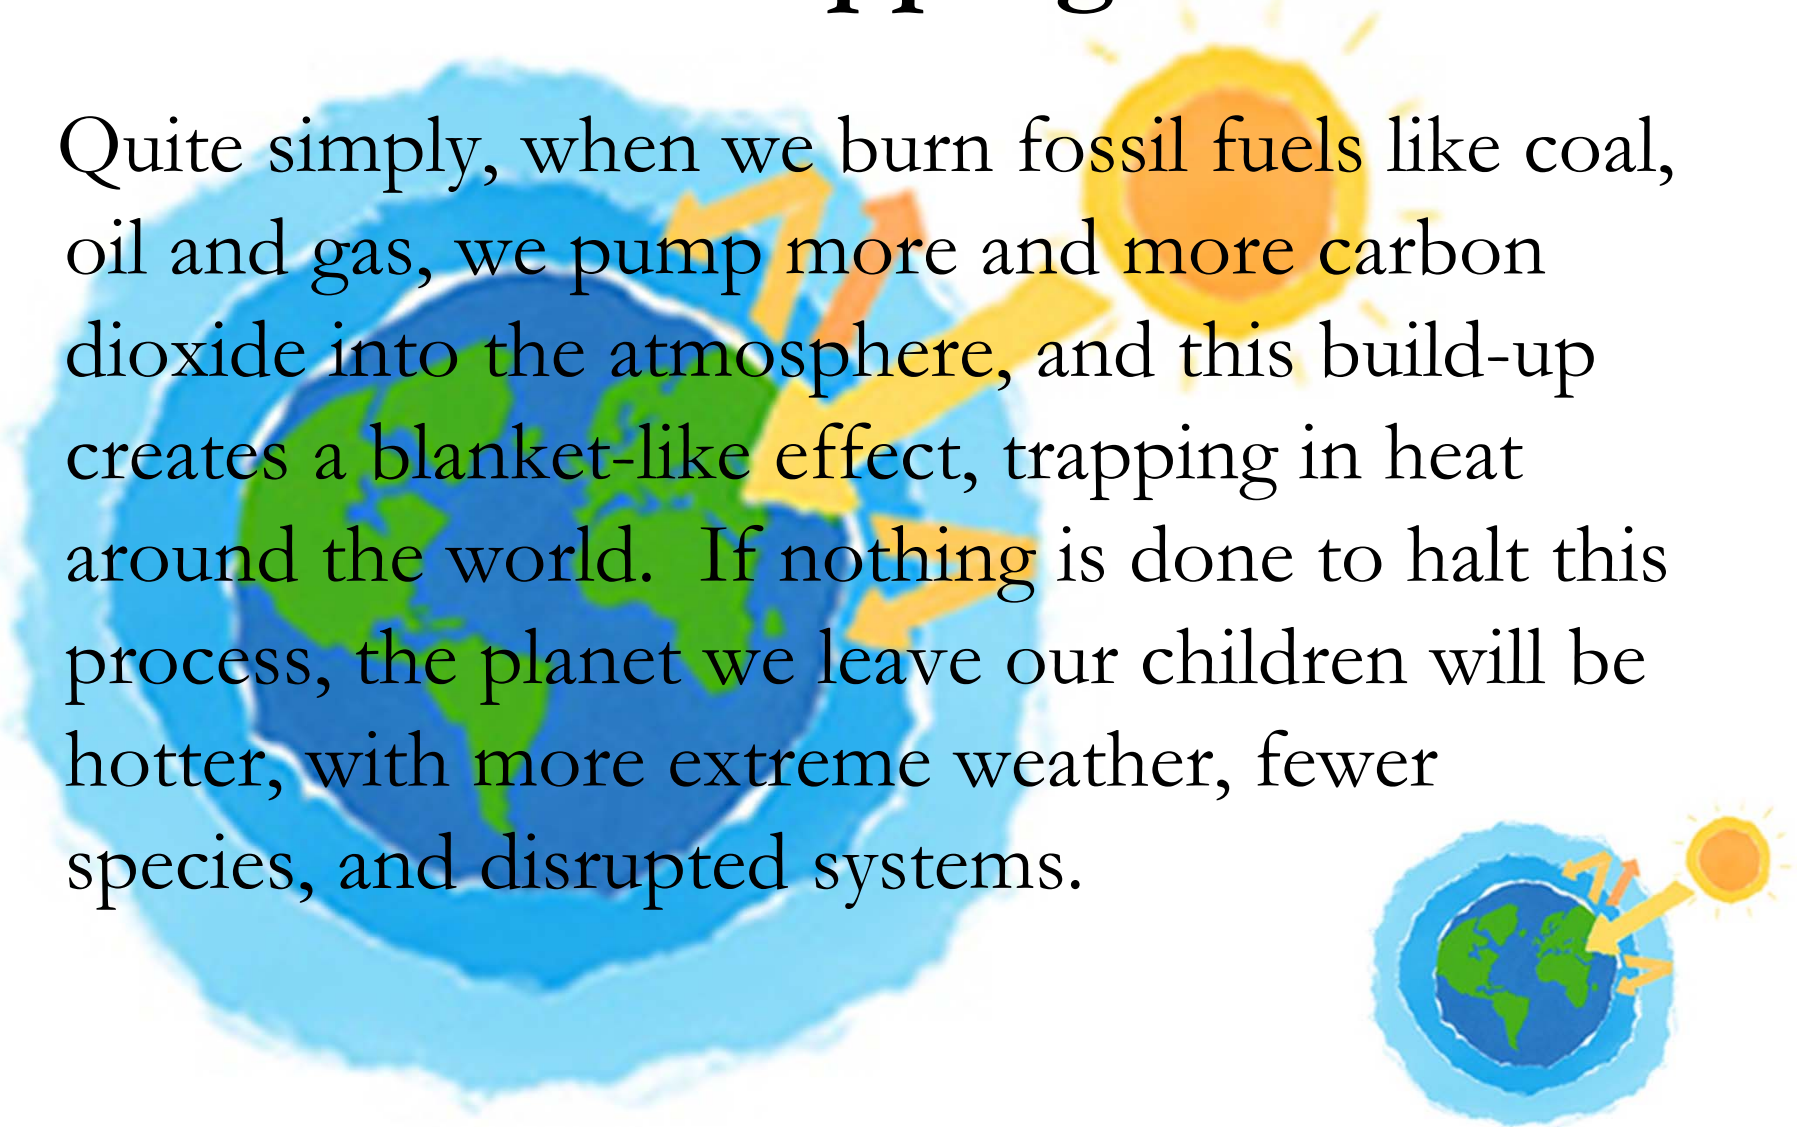 Quite simply, when we burn fossil fuels like coal,
oil and gas, we pump more and more carbon
dioxide into the atmosphere, and this build-up
creates a blanket-like effect, trapping in heat
around the world.  If nothing is done to halt this
process, the planet we leave our children will be
hotter, with more extreme weather, fewer
species, and disrupted systems.